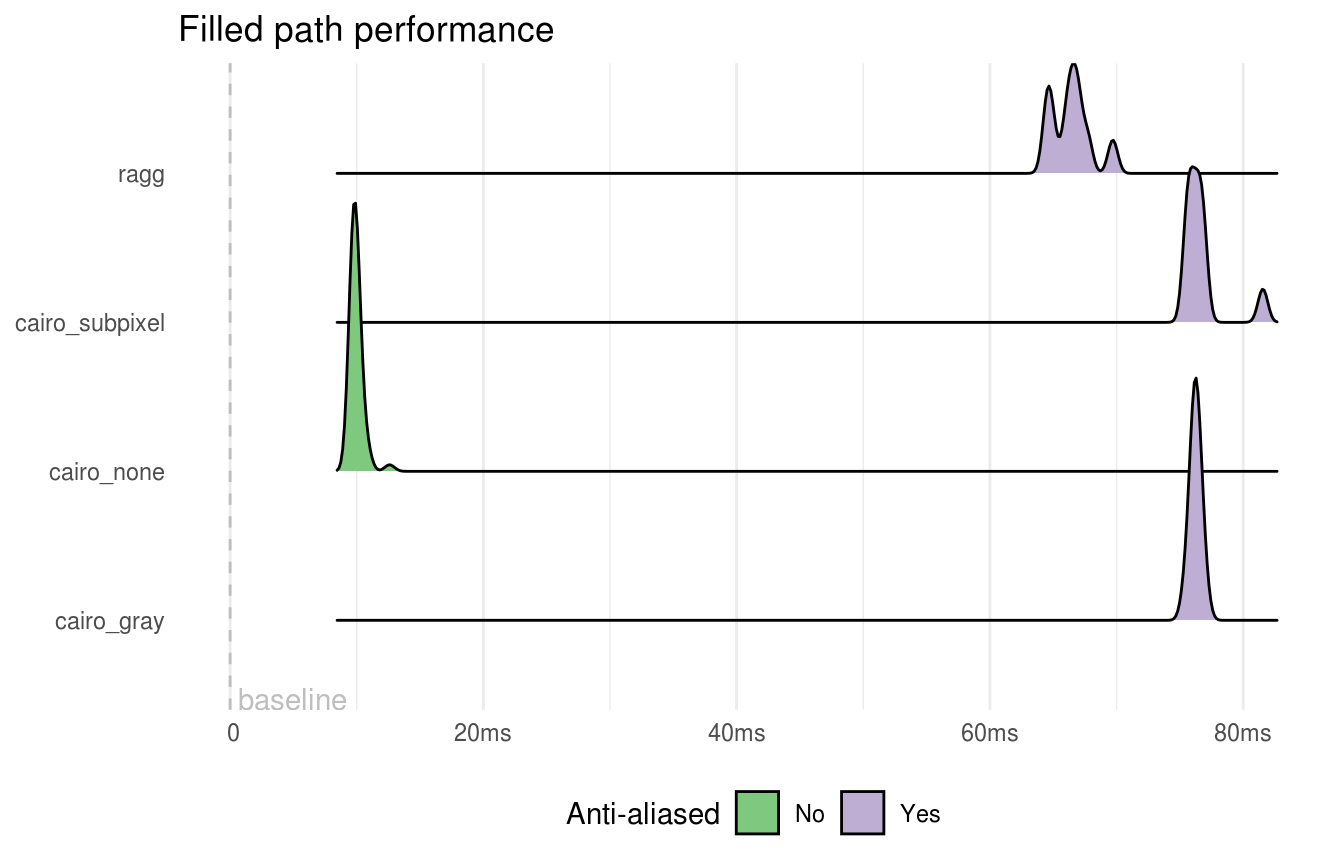 Filled path performance
ragg
cairo_subpixel
cairo_none
cairo_gray
baseline
0 20ms 40ms 60ms 80ms
Anti-aliased No Yes